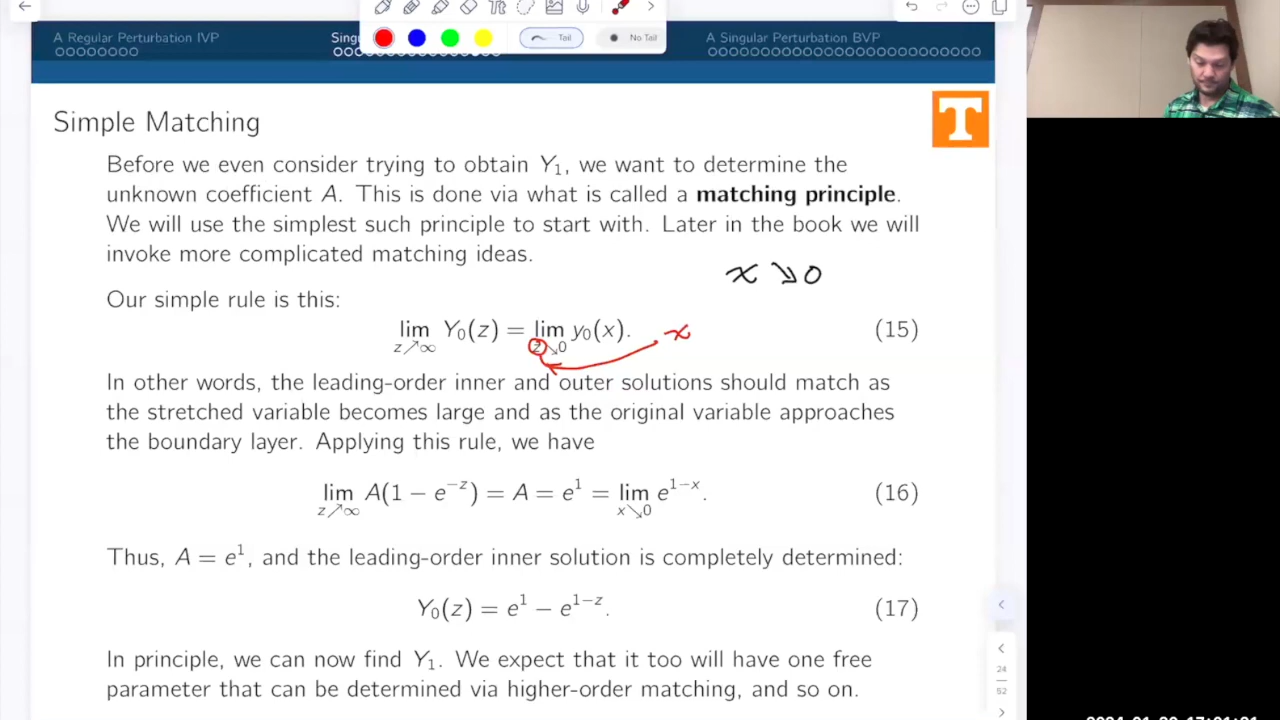 Tail
No Tail
A Regular Perturbation IVP
A Singular Perturbation BVP
Simple Matching
T
Before we even consider trying to obtain Y₁, we want to determine the
unknown coefficient A. This is done via what is called a matching principle.
We will use the simplest such principle to start with. Later in the book we will
invoke more complicated matching ideas.
x ↘ 0
Our simple rule is this:
lim_{z↗∞} Y₀(z) = lim_{z↘0} y₀(x). (15)
x
In other words, the leading-order inner and outer solutions should match as
the stretched variable becomes large and as the original variable approaches
the boundary layer. Applying this rule, we have
lim_{z↗∞} A(1 − e^{−z}) = A = e¹ = lim_{x↘0} e^{1−x}. (16)
Thus, A = e¹, and the leading-order inner solution is completely determined:
Y₀(z) = e¹ − e^{1−z}. (17)
In principle, we can now find Y₁. We expect that it too will have one free
parameter that can be determined via higher-order matching, and so on.
24
52